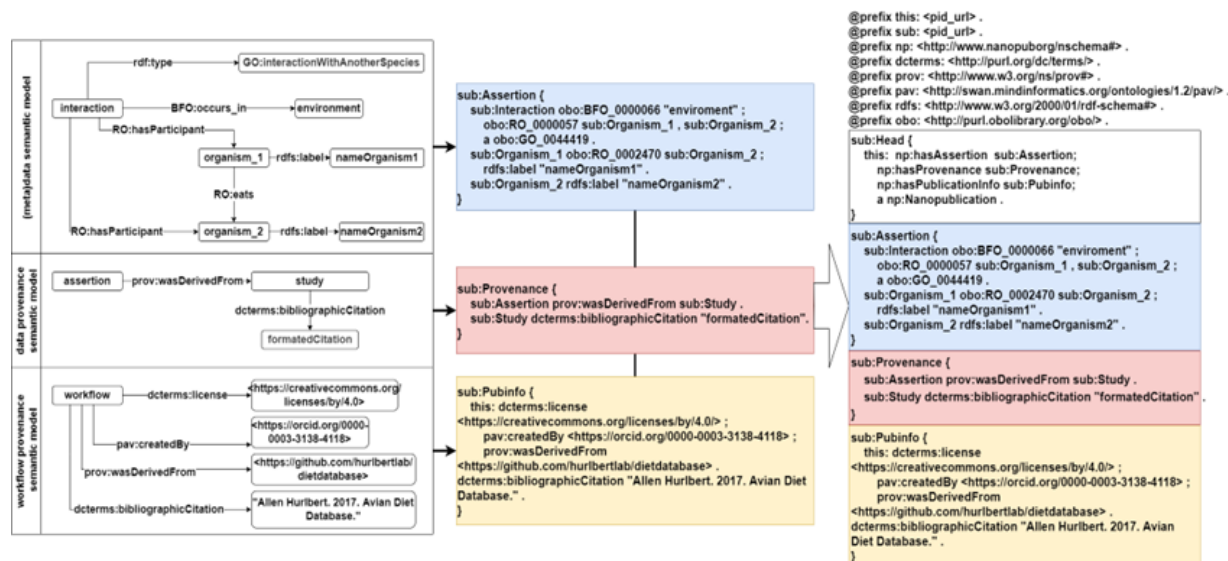 (meta)data semantic model
rdf:type
GO:interactionWithAnotherSpecies
interaction
BFO:occurs_in
environment
RO:hasParticipant
organism_1
rdfs:label
nameOrganism1
RO:eats
RO:hasParticipant
organism_2
rdfs:label
nameOrganism2
data provenance
semantic model
assertion
prov:wasDerivedFrom
study
dcterms:bibliographicCitation
formatedCitation
workflow provenance
semantic model
workflow
dcterms:license
<https://creativecommons.org/
licenses/by/4.0>
<https://orcid.org/0000-
0003-3138-4118>
pav:createdBy
prov:wasDerivedFrom
<https://github.com/hurlbertlab/
dietdatabase>
dcterms:bibliographicCitation
"Allen Hurlbert. 2017. Avian Diet
Database."
sub:Assertion {
sub:Interaction obo:BFO_0000066 "enviroment" ;
obo:RO_0000057 sub:Organism_1 , sub:Organism_2 ;
a obo:GO_0044419 .
sub:Organism_1 obo:RO_0002470 sub:Organism_2 ;
rdfs:label "nameOrganism1" .
sub:Organism_2 rdfs:label "nameOrganism2" .
}
sub:Provenance {
sub:Assertion prov:wasDerivedFrom sub:Study .
sub:Study dcterms:bibliographicCitation "formatedCitation".
}
sub:Pubinfo {
this: dcterms:license
<https://creativecommons.org/licenses/by/4.0/> ;
pav:createdBy <https://orcid.org/0000-0003-3138-4118> ;
prov:wasDerivedFrom
<https://github.com/hurlbertlab/dietdatabase> .
dcterms:bibliographicCitation "Allen Hurlbert. 2017. Avian Diet
Database." .
}
@prefix this: <pid_url> .
@prefix sub: <pid_url> .
@prefix np: <http://www.nanopuborg/nschema#> .
@prefix dcterms: <http://purl.org/dc/terms/> .
@prefix prov: <http://www.w3.org/ns/prov#> .
@prefix pav: <http://swan.mindinformatics.org/ontologies/1.2/pav/> .
@prefix rdfs: <http://www.w3.org/2000/01/rdf-schema#> .
@prefix obo: <http://purl.obolibrary.org/obo/> .
sub:Head {
this: np:hasAssertion sub:Assertion;
np:hasProvenance sub:Provenance;
np:hasPublicationInfo sub:Pubinfo;
a np:Nanopublication .
}
sub:Assertion {
sub:Interaction obo:BFO_0000066 "enviroment" ;
obo:RO_0000057 sub:Organism_1 , sub:Organism_2 ;
a obo:GO_0044419 .
sub:Organism_1 obo:RO_0002470 sub:Organism_2 ;
rdfs:label "nameOrganism1" .
sub:Organism_2 rdfs:label "nameOrganism2" .
}
sub:Provenance {
sub:Assertion prov:wasDerivedFrom sub:Study .
sub:Study dcterms:bibliographicCitation "formatedCitation" .
}
sub:Pubinfo {
this: dcterms:license
<https://creativecommons.org/licenses/by/4.0/> ;
pav:createdBy <https://orcid.org/0000-0003-3138-4118> ;
prov:wasDerivedFrom
<https://github.com/hurlbertlab/dietdatabase> .
dcterms:bibliographicCitation "Allen Hurlbert. 2017. Avian
Diet Database." .
}